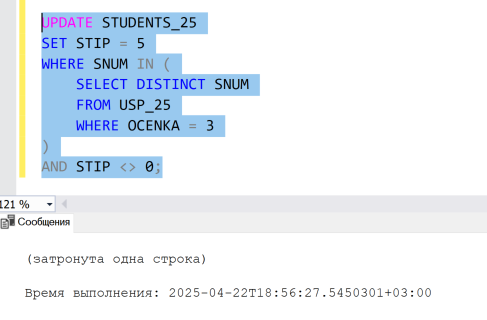 UPDATE STUDENTS_25
SET STIP = 5
WHERE SNUM IN (
SELECT DISTINCT SNUM
FROM USP_25
WHERE OCENKA = 3
)
AND STIP <> 0;
121 %
Сообщения
(затронута одна строка)
Время выполнения: 2025-04-22T18:56:27.5450301+03:00